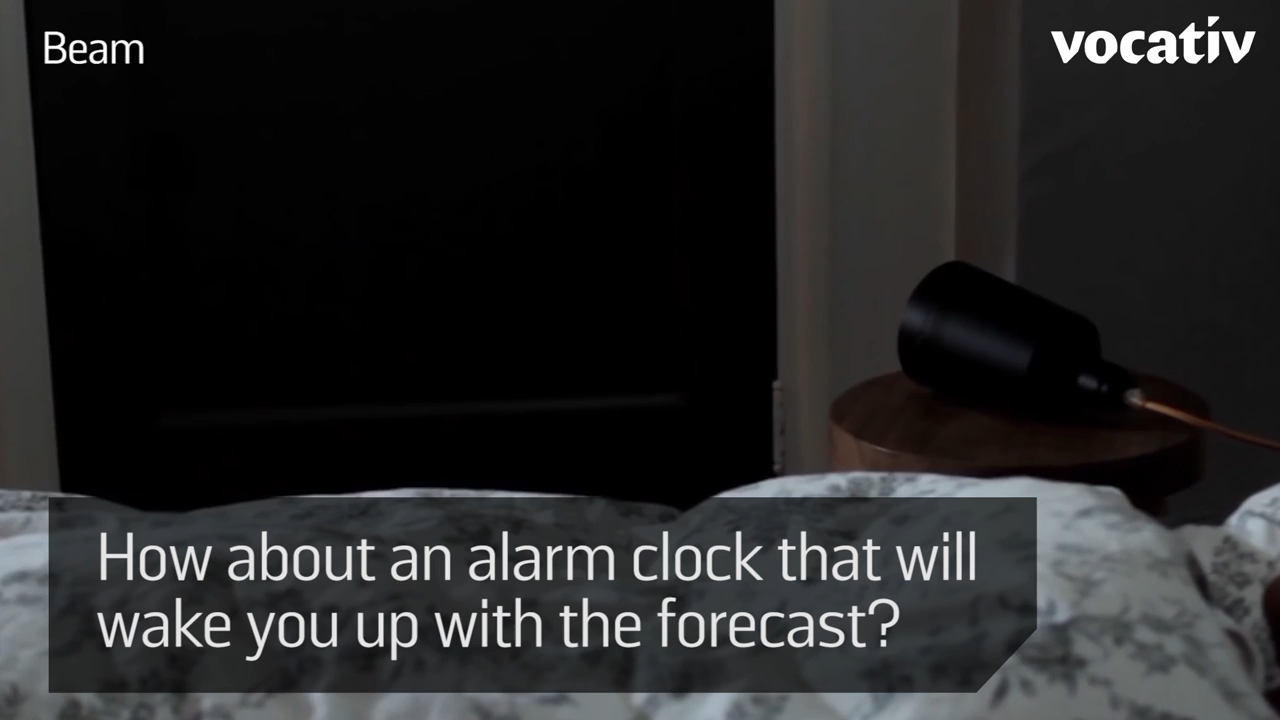 Beam
vocativ
How about an alarm clock that will
wake you up with the forecast?